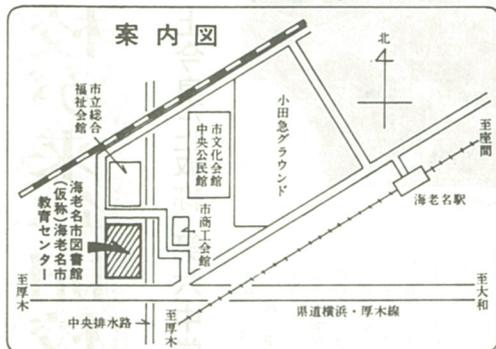 案内図
北
市立総合
福祉会館
市文化会館
中央公民館
小田急グラウンド
至座間
海老名駅
市商工会館
海老名市図書館
(仮称)海老名市
教育センター
至厚木
中央排水路
至厚木
県道横浜・厚木線
至大和